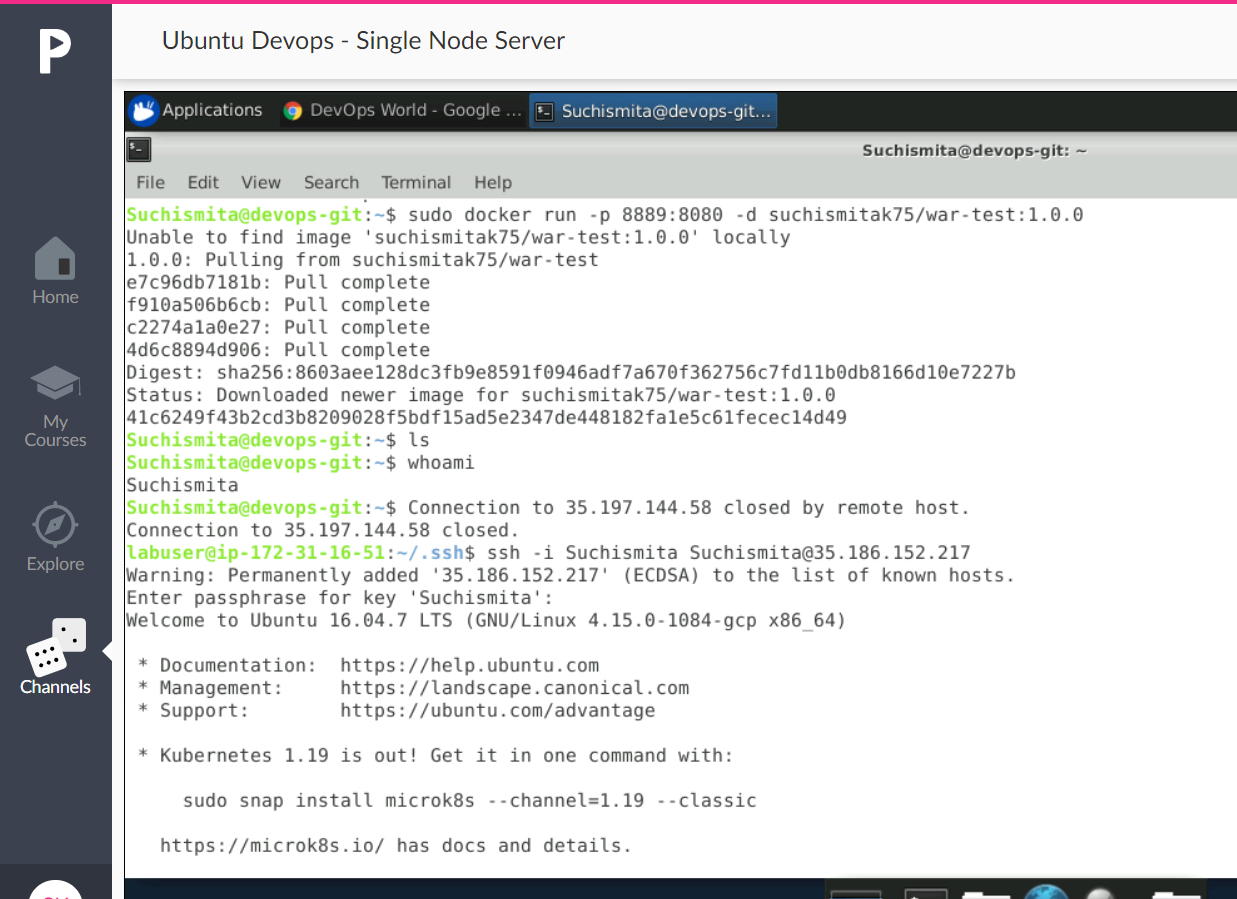 Ubuntu Devops - Single Node Server
Applications
DevOps World - Google ...
Suchismita@devops-git...
Suchismita@devops-git: ~
File Edit View Search Terminal Help
Suchismita@devops-git:~$ sudo docker run -p 8889:8080 -d suchismitak75/war-test:1.0.0
Unable to find image 'suchismitak75/war-test:1.0.0' locally
1.0.0: Pulling from suchismitak75/war-test
e7c96db7181b: Pull complete
f910a506b6cb: Pull complete
c2274a1a0e27: Pull complete
4d6c8894d906: Pull complete
Digest: sha256:8603aee128dc3fb9e8591f0946adf7a670f362756c7fd11b0db8166d10e7227b
Status: Downloaded newer image for suchismitak75/war-test:1.0.0
41c6249f43b2cd3b8209028f5bdf15ad5e2347de448182fa1e5c61fecec14d49
Suchismita@devops-git:~$ ls
Suchismita@devops-git:~$ whoami
Suchismita
Suchismita@devops-git:~$ Connection to 35.197.144.58 closed by remote host.
Connection to 35.197.144.58 closed.
labuser@ip-172-31-16-51:~/.ssh$ ssh -i Suchismita Suchismita@35.186.152.217
Warning: Permanently added '35.186.152.217' (ECDSA) to the list of known hosts.
Enter passphrase for key 'Suchismita':
Welcome to Ubuntu 16.04.7 LTS (GNU/Linux 4.15.0-1084-gcp x86_64)
* Documentation: https://help.ubuntu.com
* Management: https://landscape.canonical.com
* Support: https://ubuntu.com/advantage
* Kubernetes 1.19 is out! Get it in one command with:
sudo snap install microk8s --channel=1.19 --classic
https://microk8s.io/ has docs and details.
Home
My
Courses
Explore
Channels